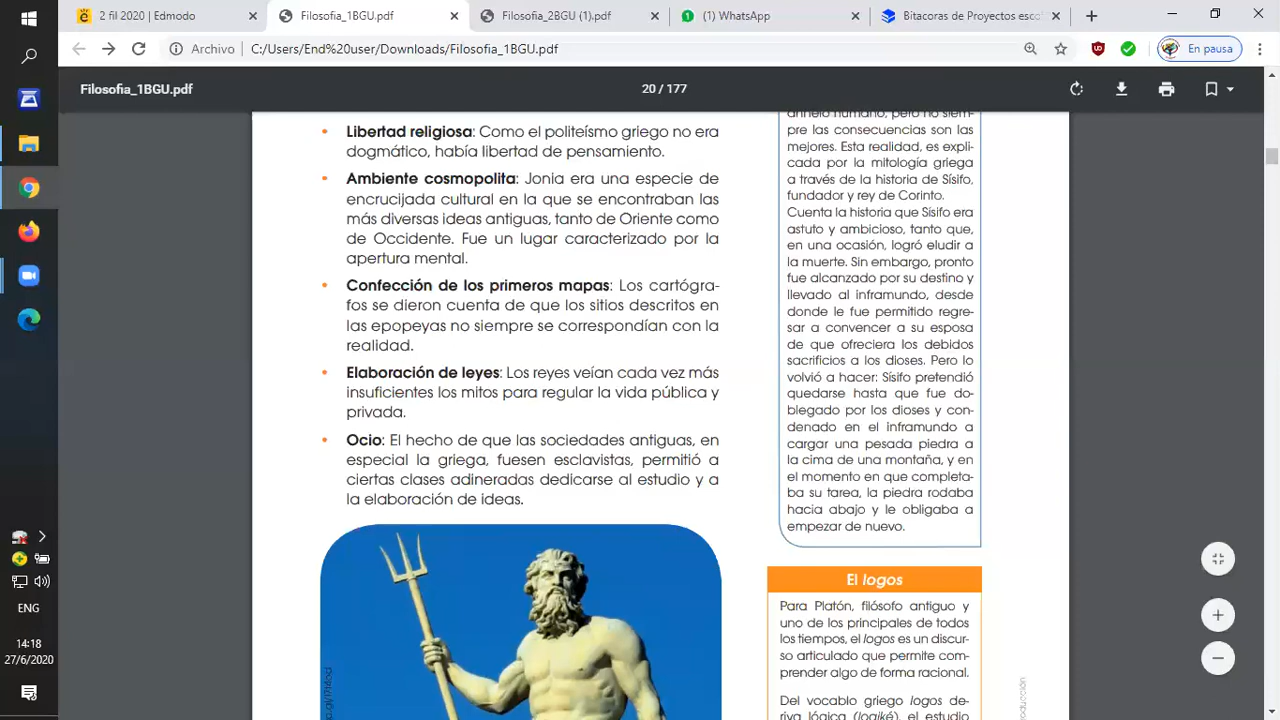 2 fil 2020 | Edmodo
Filosofia_1BGU.pdf
Filosofia_2BGU (1).pdf
(1) WhatsApp
Bitacoras de Proyectos escol
Archivo
C:/Users/End%20user/Downloads/Filosofia_1BGU.pdf
En pausa
Filosofia_1BGU.pdf
20 / 177
Libertad religiosa: Como el politeísmo griego no era
dogmático, había libertad de pensamiento.
Ambiente cosmopolita: Jonia era una especie de
encrucijada cultural en la que se encontraban las
más diversas ideas antiguas, tanto de Oriente como
de Occidente. Fue un lugar caracterizado por la
apertura mental.
Confección de los primeros mapas: Los cartógra-
fos se dieron cuenta de que los sitios descritos en
las epopeyas no siempre se correspondían con la
realidad.
Elaboración de leyes: Los reyes veían cada vez más
insuficientes los mitos para regular la vida pública y
privada.
Ocio: El hecho de que las sociedades antiguas, en
especial la griega, fuesen esclavistas, permitió a
ciertas clases adineradas dedicarse al estudio y a
la elaboración de ideas.
anhelo humano, pero no siem-
pre las consecuencias son las
mejores. Esta realidad, es expli-
cada por la mitología griega
a través de la historia de Sísifo,
fundador y rey de Corinto.
Cuenta la historia que Sísifo era
astuto y ambicioso, tanto que,
en una ocasión, logró eludir a
la muerte. Sin embargo, pronto
fue alcanzado por su destino y
llevado al inframundo, desde
donde le fue permitido regre-
sar a convencer a su esposa
de que ofreciera los debidos
sacrificios a los dioses. Pero lo
volvió a hacer: Sísifo pretendió
quedarse hasta que fue do-
blegado por los dioses y con-
denado en el inframundo a
cargar una pesada piedra a
la cima de una montaña, y en
el momento en que completa-
ba su tarea, la piedra rodaba
hacia abajo y le obligaba a
empezar de nuevo.
El logos
Para Platón, filósofo antiguo y
uno de los principales de todos
los tiempos, el logos es un discur-
so articulado que permite com-
prender algo de forma racional.
Del vocablo griego logos de-
riva lógica (logiké), el estudio
ENG
14:18
27/6/2020